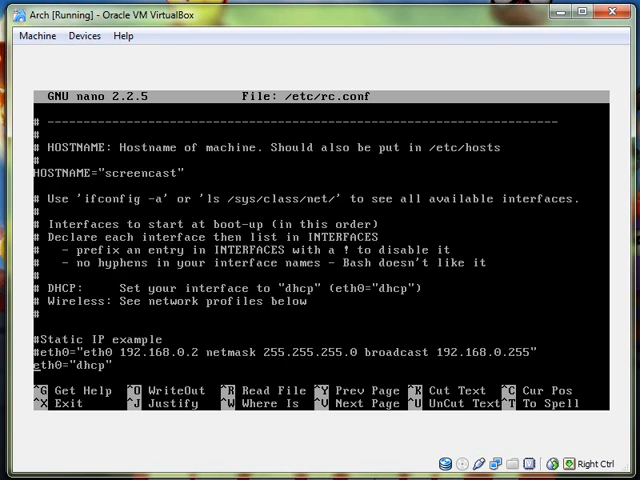 Arch [Running] - Oracle VM VirtualBox
Machine Devices Help
GNU nano 2.2.5 File: /etc/rc.conf
# -----------------------------------------------------------------------
#
# HOSTNAME: Hostname of machine. Should also be put in /etc/hosts
#
HOSTNAME="screencast"
# Use 'ifconfig -a' or 'ls /sys/class/net/' to see all available interfaces.
#
# Interfaces to start at boot-up (in this order)
# Declare each interface then list in INTERFACES
#   - prefix an entry in INTERFACES with a ! to disable it
#   - no hyphens in your interface names - Bash doesn't like it
#
# DHCP:     Set your interface to "dhcp" (eth0="dhcp")
# Wireless: See network profiles below
#
#Static IP example
#eth0="eth0 192.168.0.2 netmask 255.255.255.0 broadcast 192.168.0.255"
eth0="dhcp"
^G Get Help ^O WriteOut ^R Read File ^Y Prev Page ^K Cut Text ^C Cur Pos
^X Exit ^J Justify ^W Where Is ^V Next Page ^U UnCut Text ^T To Spell
Right Ctrl